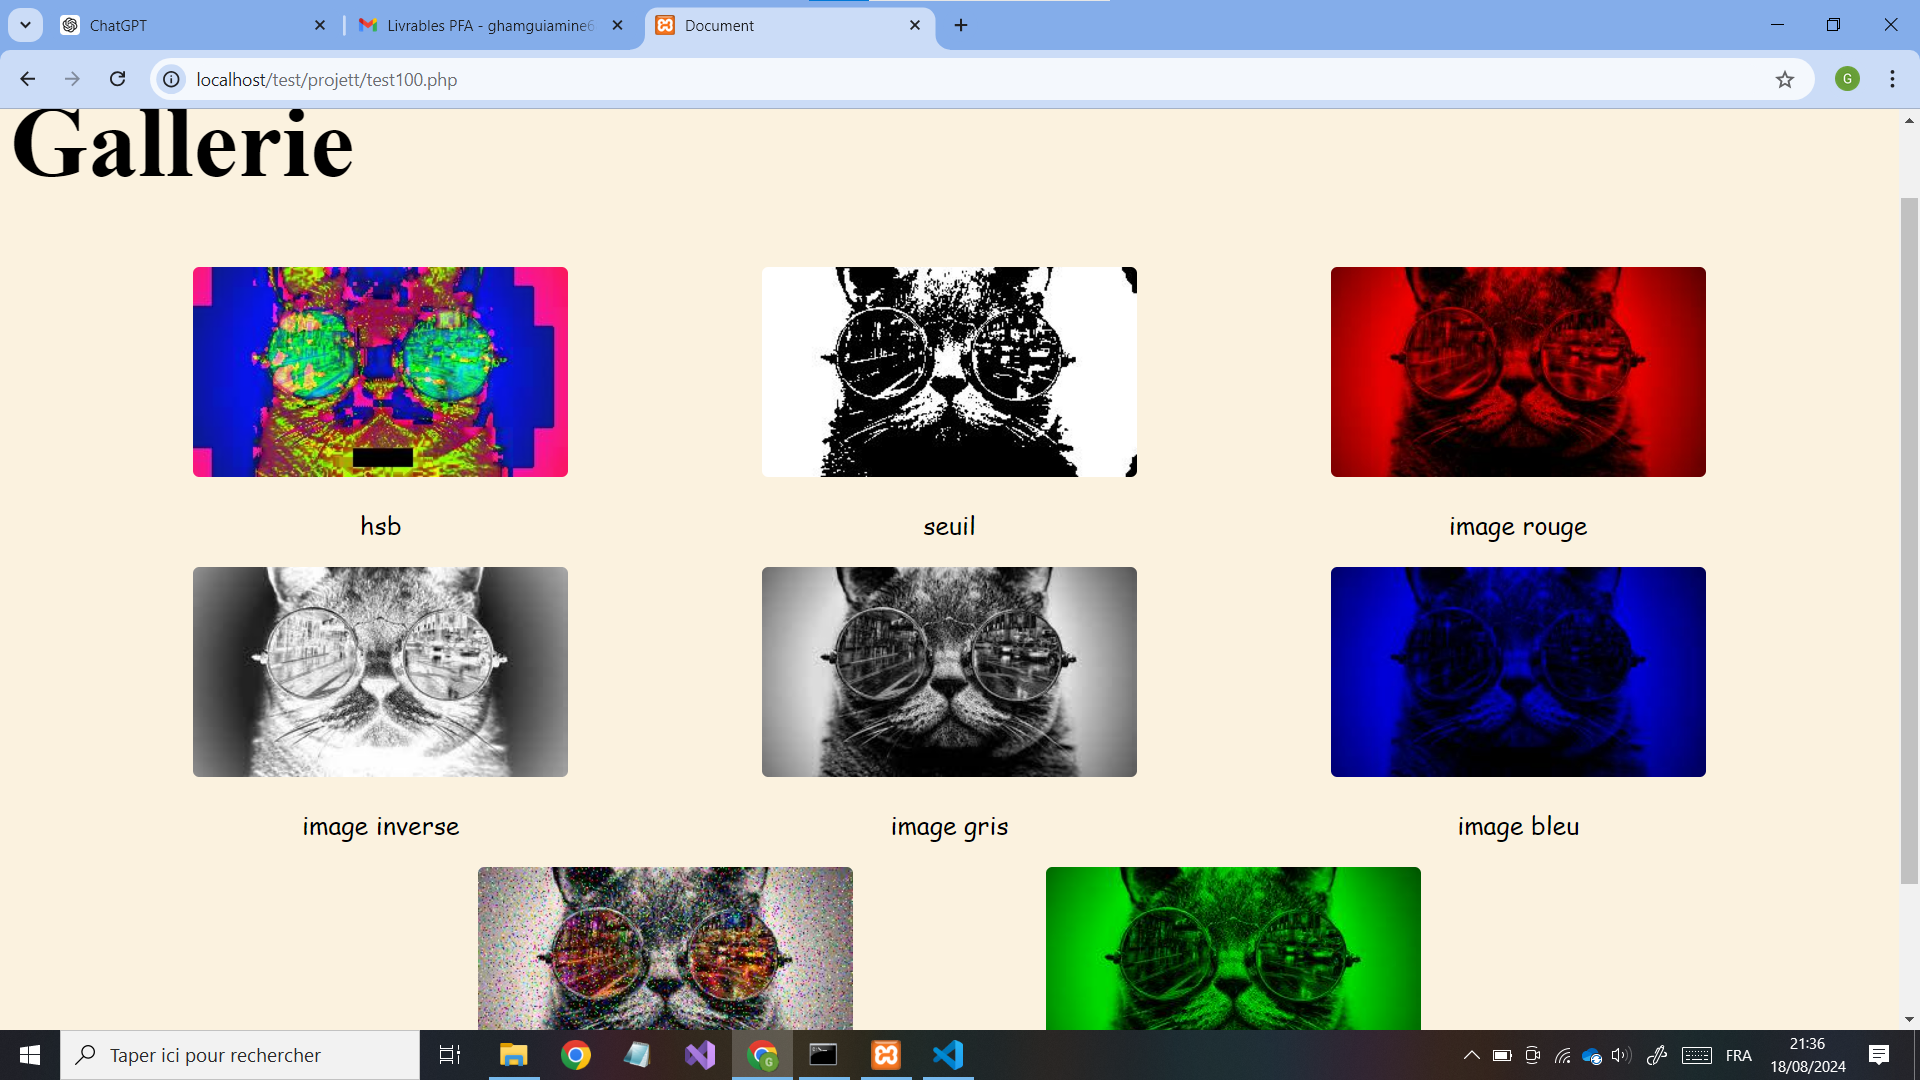 ChatGPT
Livrables PFA - ghamguiamine6
Document
localhost/test/projett/test100.php
G
Gallerie
hsb
seuil
image rouge
image inverse
image gris
image bleu
Taper ici pour rechercher
G
FRA
21:36
18/08/2024